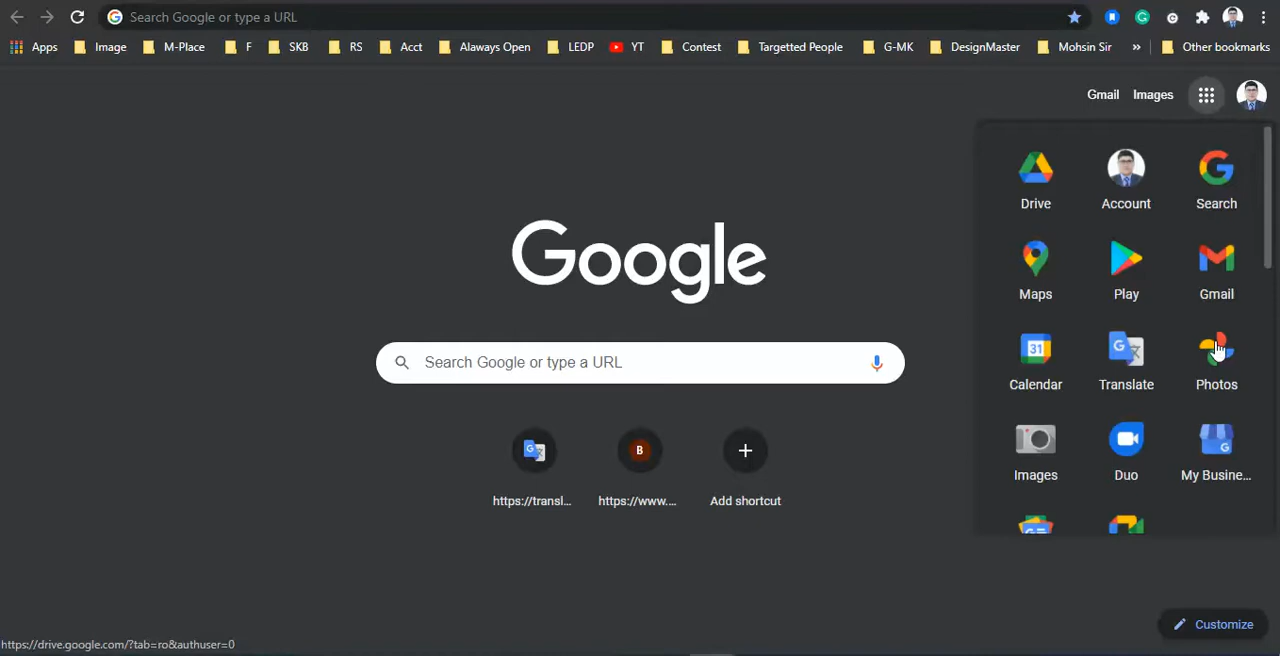 Search Google or type a URL
Apps Image M-Place F SKB RS Acct Alaways Open LEDP YT Contest Targetted People G-MK DesignMaster Mohsin Sir » Other bookmarks
Gmail Images
Drive Account Search
Maps Play Gmail
Google
31
Calendar Translate Photos
Search Google or type a URL
Images Duo My Busine...
B
https://transl... https://www.... Add shortcut
Customize
https://drive.google.com/?tab=ro&authuser=0